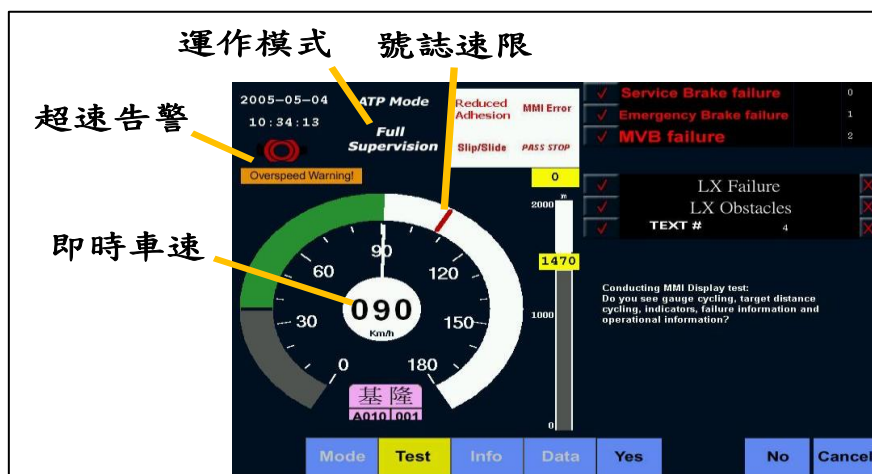 運作模式
號誌速限
超速告警
即時車速
2005-05-04
10:34:13
Overspeed Warning!
ATP Mode
Full
Supervision
Reduced
Adhesion
MMI Error
Slip/Slide
PASS STOP
0
m
2000
1470
1000
0
Service Brake failure 0
Emergency Brake failure 1
MVB failure 2
LX Failure
LX Obstacles
TEXT # 4
Conducting MMI Display test:
Do you see gauge cycling, target distance
cycling, indicators, failure information and
operational information?
0
30
60
90
120
150
180
090
Km/h
基隆
A010 001
Mode Test Info Data Yes No Cancel